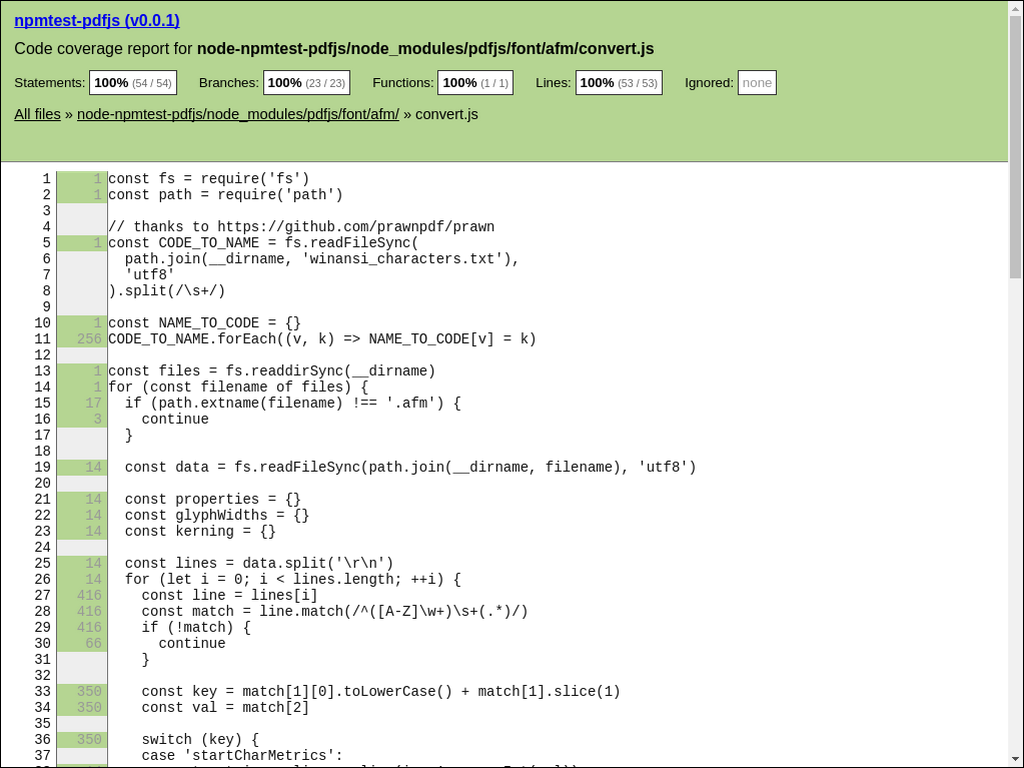 npmtest-pdfjs (v0.0.1)
Code coverage report for node-npmtest-pdfjs/node_modules/pdfjs/font/afm/convert.js
Statements: 100% (54 / 54) Branches: 100% (23 / 23) Functions: 100% (1 / 1) Lines: 100% (53 / 53) Ignored: none
All files » node-npmtest-pdfjs/node_modules/pdfjs/font/afm/ » convert.js
1 1 const fs = require('fs')
2 1 const path = require('path')
3
4 // thanks to https://github.com/prawnpdf/prawn
5 1 const CODE_TO_NAME = fs.readFileSync(
6 path.join(__dirname, 'winansi_characters.txt'),
7 'utf8'
8 ).split(/\s+/)
9
10 1 const NAME_TO_CODE = {}
11 256 CODE_TO_NAME.forEach((v, k) => NAME_TO_CODE[v] = k)
12
13 1 const files = fs.readdirSync(__dirname)
14 1 for (const filename of files) {
15 17 if (path.extname(filename) !== '.afm') {
16 3 continue
17 }
18
19 14 const data = fs.readFileSync(path.join(__dirname, filename), 'utf8')
20
21 14 const properties = {}
22 14 const glyphWidths = {}
23 14 const kerning = {}
24
25 14 const lines = data.split('\r\n')
26 14 for (let i = 0; i < lines.length; ++i) {
27 416 const line = lines[i]
28 416 const match = line.match(/^([A-Z]\w+)\s+(.*)/)
29 416 if (!match) {
30 66 continue
31 }
32
33 350 const key = match[1][0].toLowerCase() + match[1].slice(1)
34 350 const val = match[2]
35
36 350 switch (key) {
37 case 'startCharMetrics':